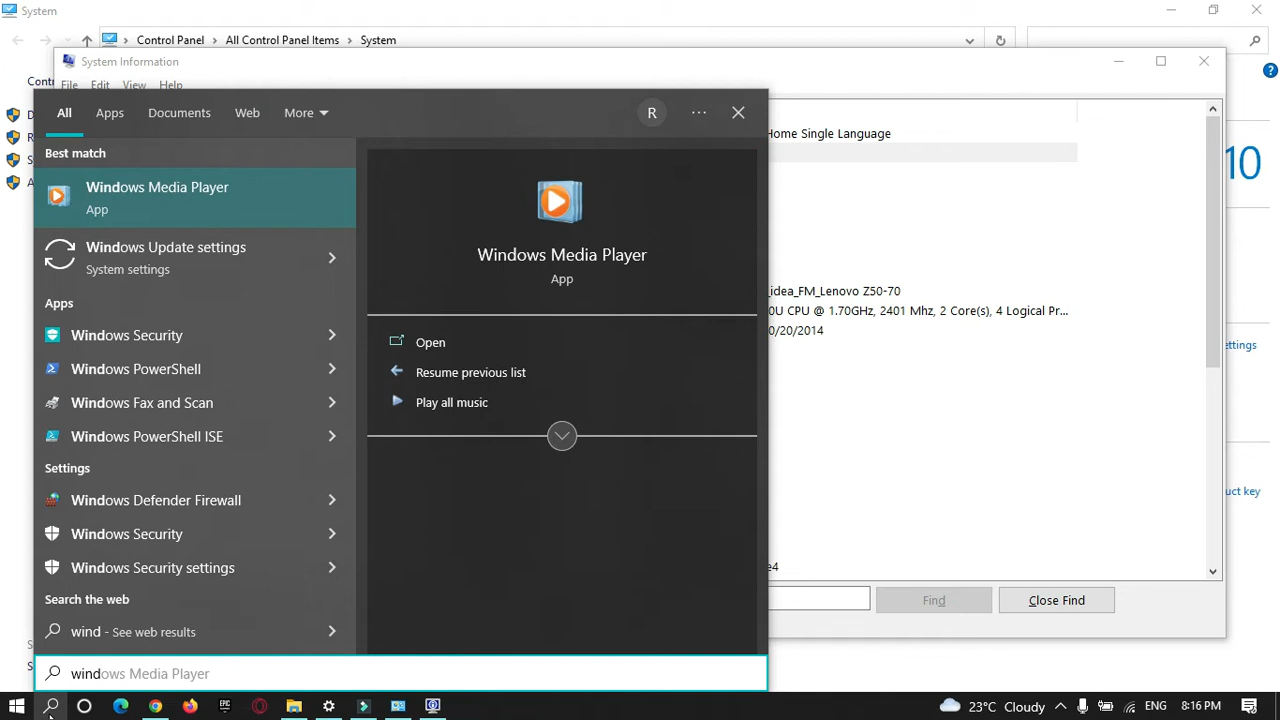 System
Control Panel > All Control Panel Items > System
System Information
File Edit View Help
All Apps Documents Web More R
Home Single Language
Best match
10
Windows Media Player
App
Windows Update settings
System settings
Windows Media Player
App
Apps
_idea_FM_Lenovo Z50-70
0U CPU @ 1.70GHz, 2401 Mhz, 2 Core(s), 4 Logical Pr...
0/20/2014
Windows Security
Open
ettings
Windows PowerShell
Resume previous list
Windows Fax and Scan
Play all music
Windows PowerShell ISE
Settings
uct key
Windows Defender Firewall
Windows Security
Windows Security settings
e4
Search the web
Find Close Find
wind - See web results
windows Media Player
EPIC
23°C Cloudy ENG 8:16 PM